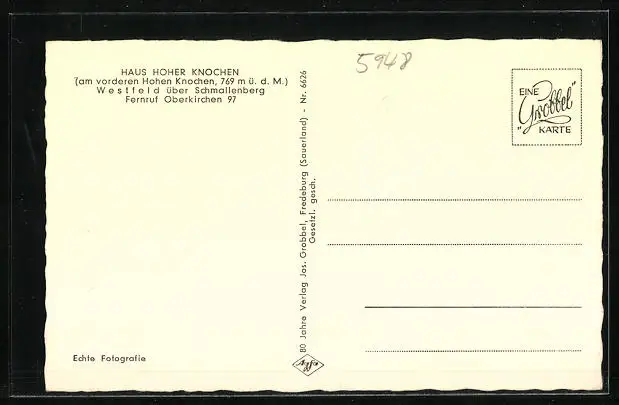 HAUS HOHER KNOCHEN
(am vorderen Hohen Knochen, 769 m ü. d. M.)
Westfeld über Schmallenberg
Fernruf Oberkirchen 97
5948
EINE
„Grobbel"
KARTE
80 Jahre Verlag Jos. Grobbel, Fredeburg (Sauerland) - Nr. 6626
Gesetzl. gesch.
Echte Fotografie
Agfa